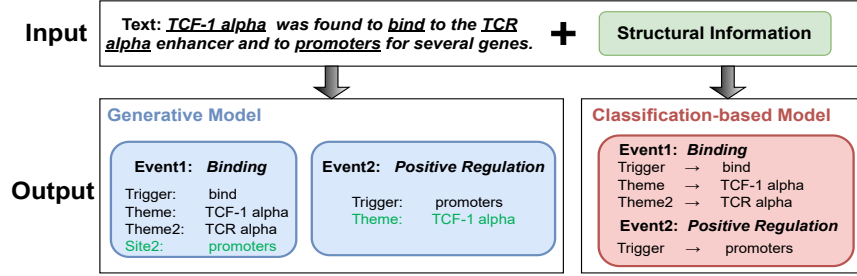 Input
Text: TCF-1 alpha was found to bind to the TCR
alpha enhancer and to promoters for several genes.
+
Structural Information
Output
Generative Model
Event1: Binding
Trigger: bind
Theme: TCF-1 alpha
Theme2: TCR alpha
Site2: promoters
Event2: Positive Regulation
Trigger: promoters
Theme: TCF-1 alpha
Classification-based Model
Event1: Binding
Trigger → bind
Theme → TCF-1 alpha
Theme2 → TCR alpha
Event2: Positive Regulation
Trigger → promoters